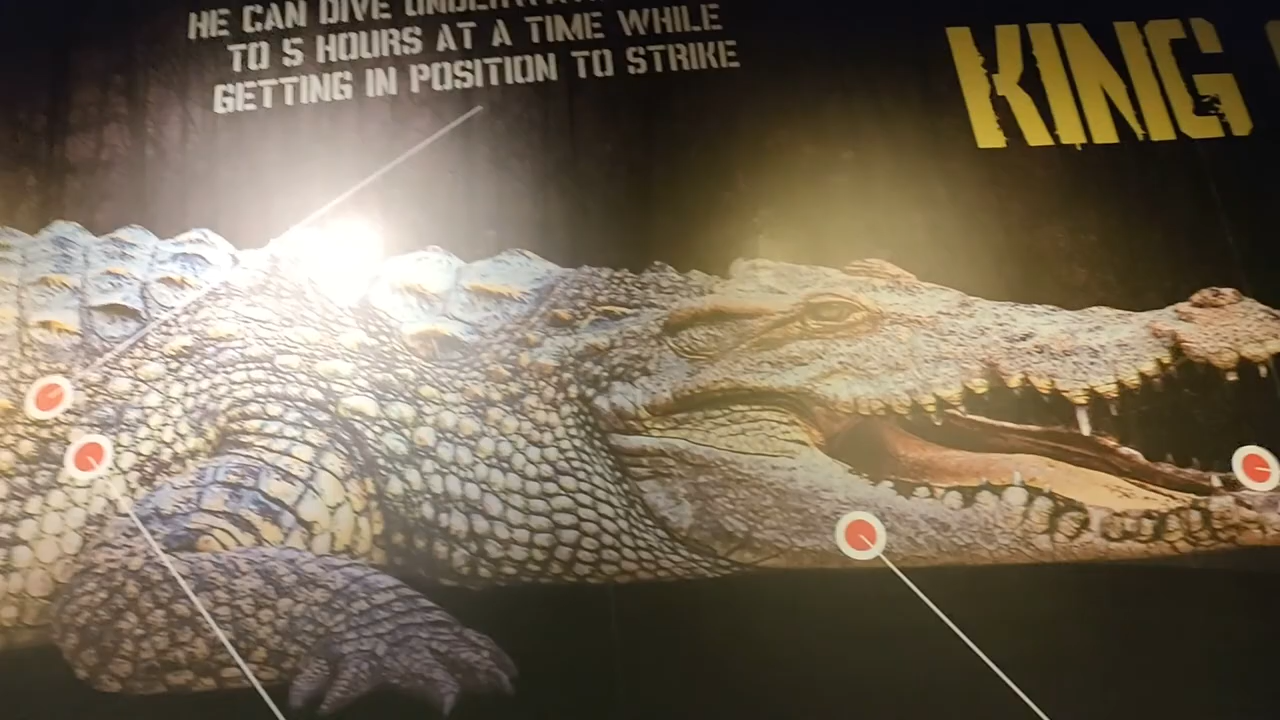 HE CAN DIVE
TO 5 HOURS AT A TIME WHILE
GETTING IN POSITION TO STRIKE
KING